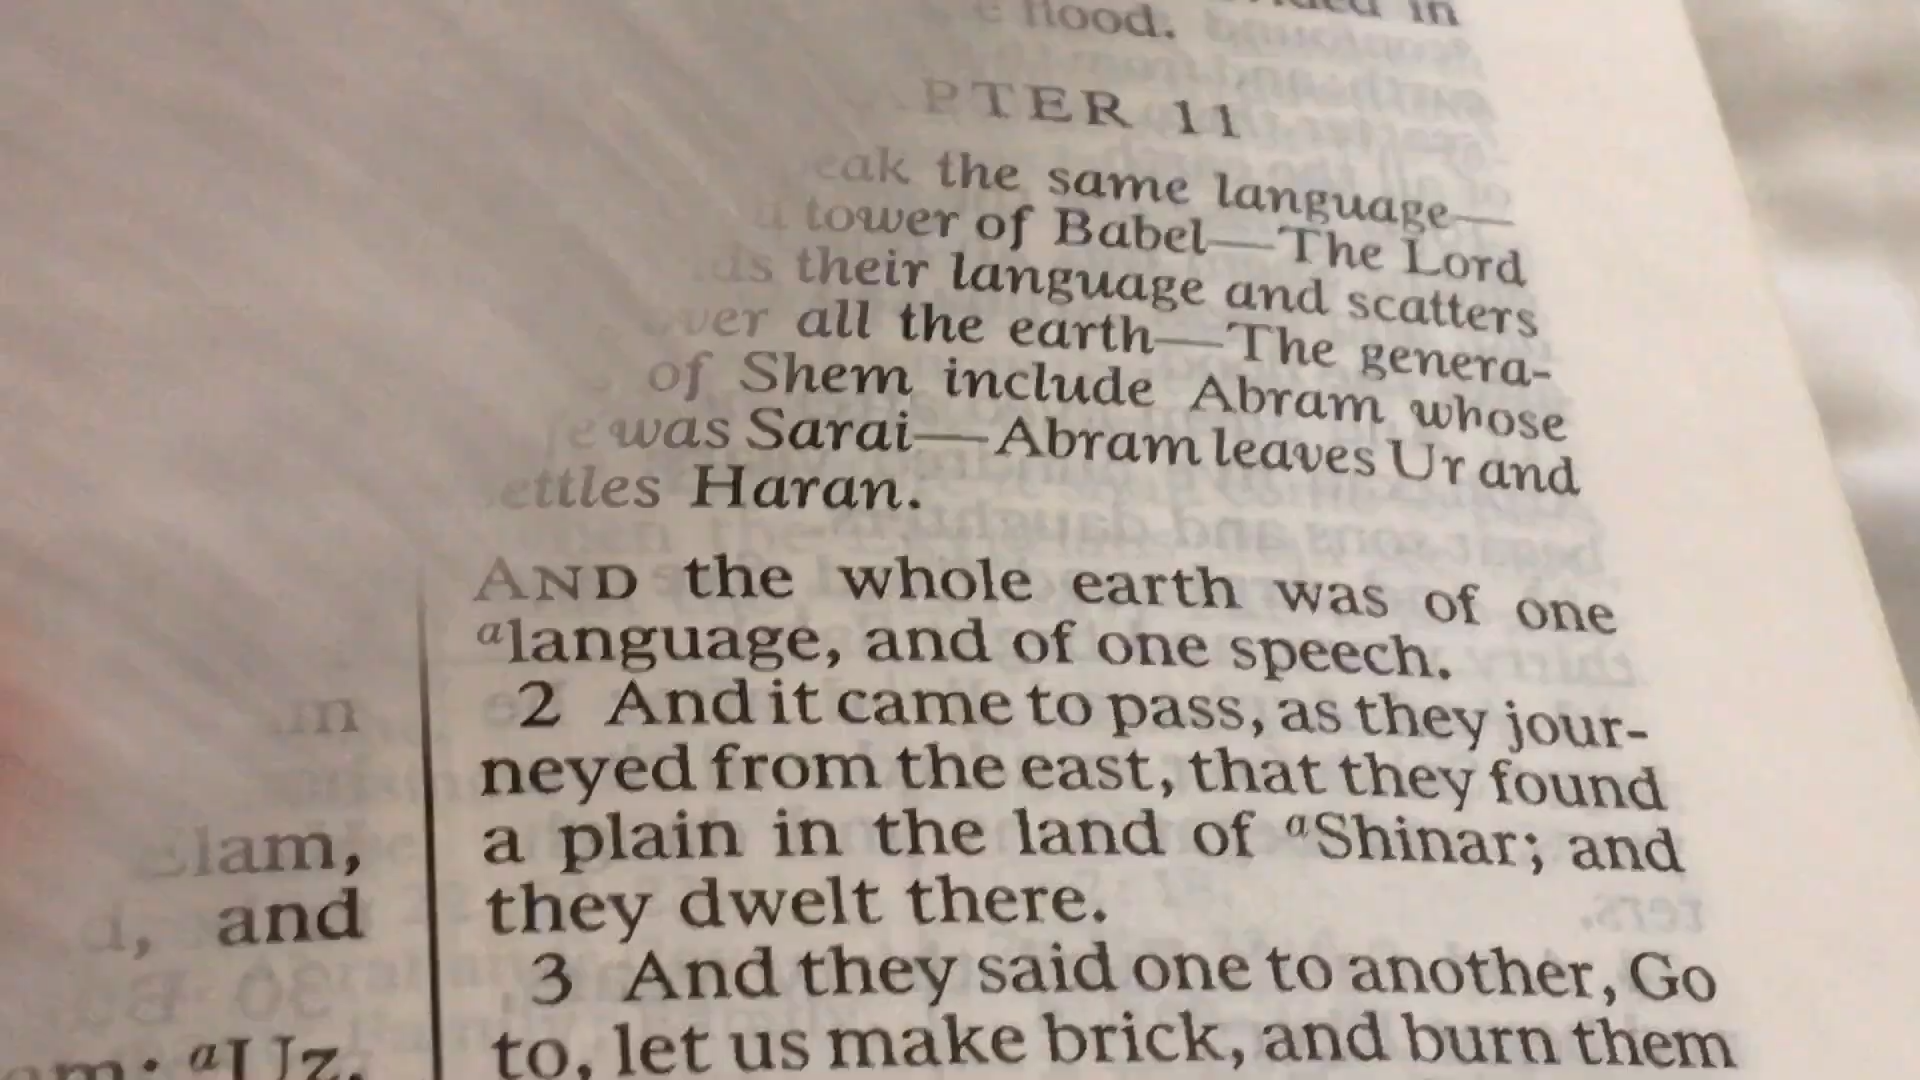 flood. in
PTER 11
the same language—
tower of Babel—The Lord
their language and scatters
all the earth—The genera-
of Shem include Abram whose
was Sarai—Abram leaves Ur and
Haran.
AND the whole earth was of one
alanguage, and of one speech.
2 And it came to pass, as they jour-
neyed from the east, that they found
a plain in the land of aShinar; and
they dwelt there.
3 And they said one to another, Go
to, let us make brick, and burn them
lam,
and
aUz,